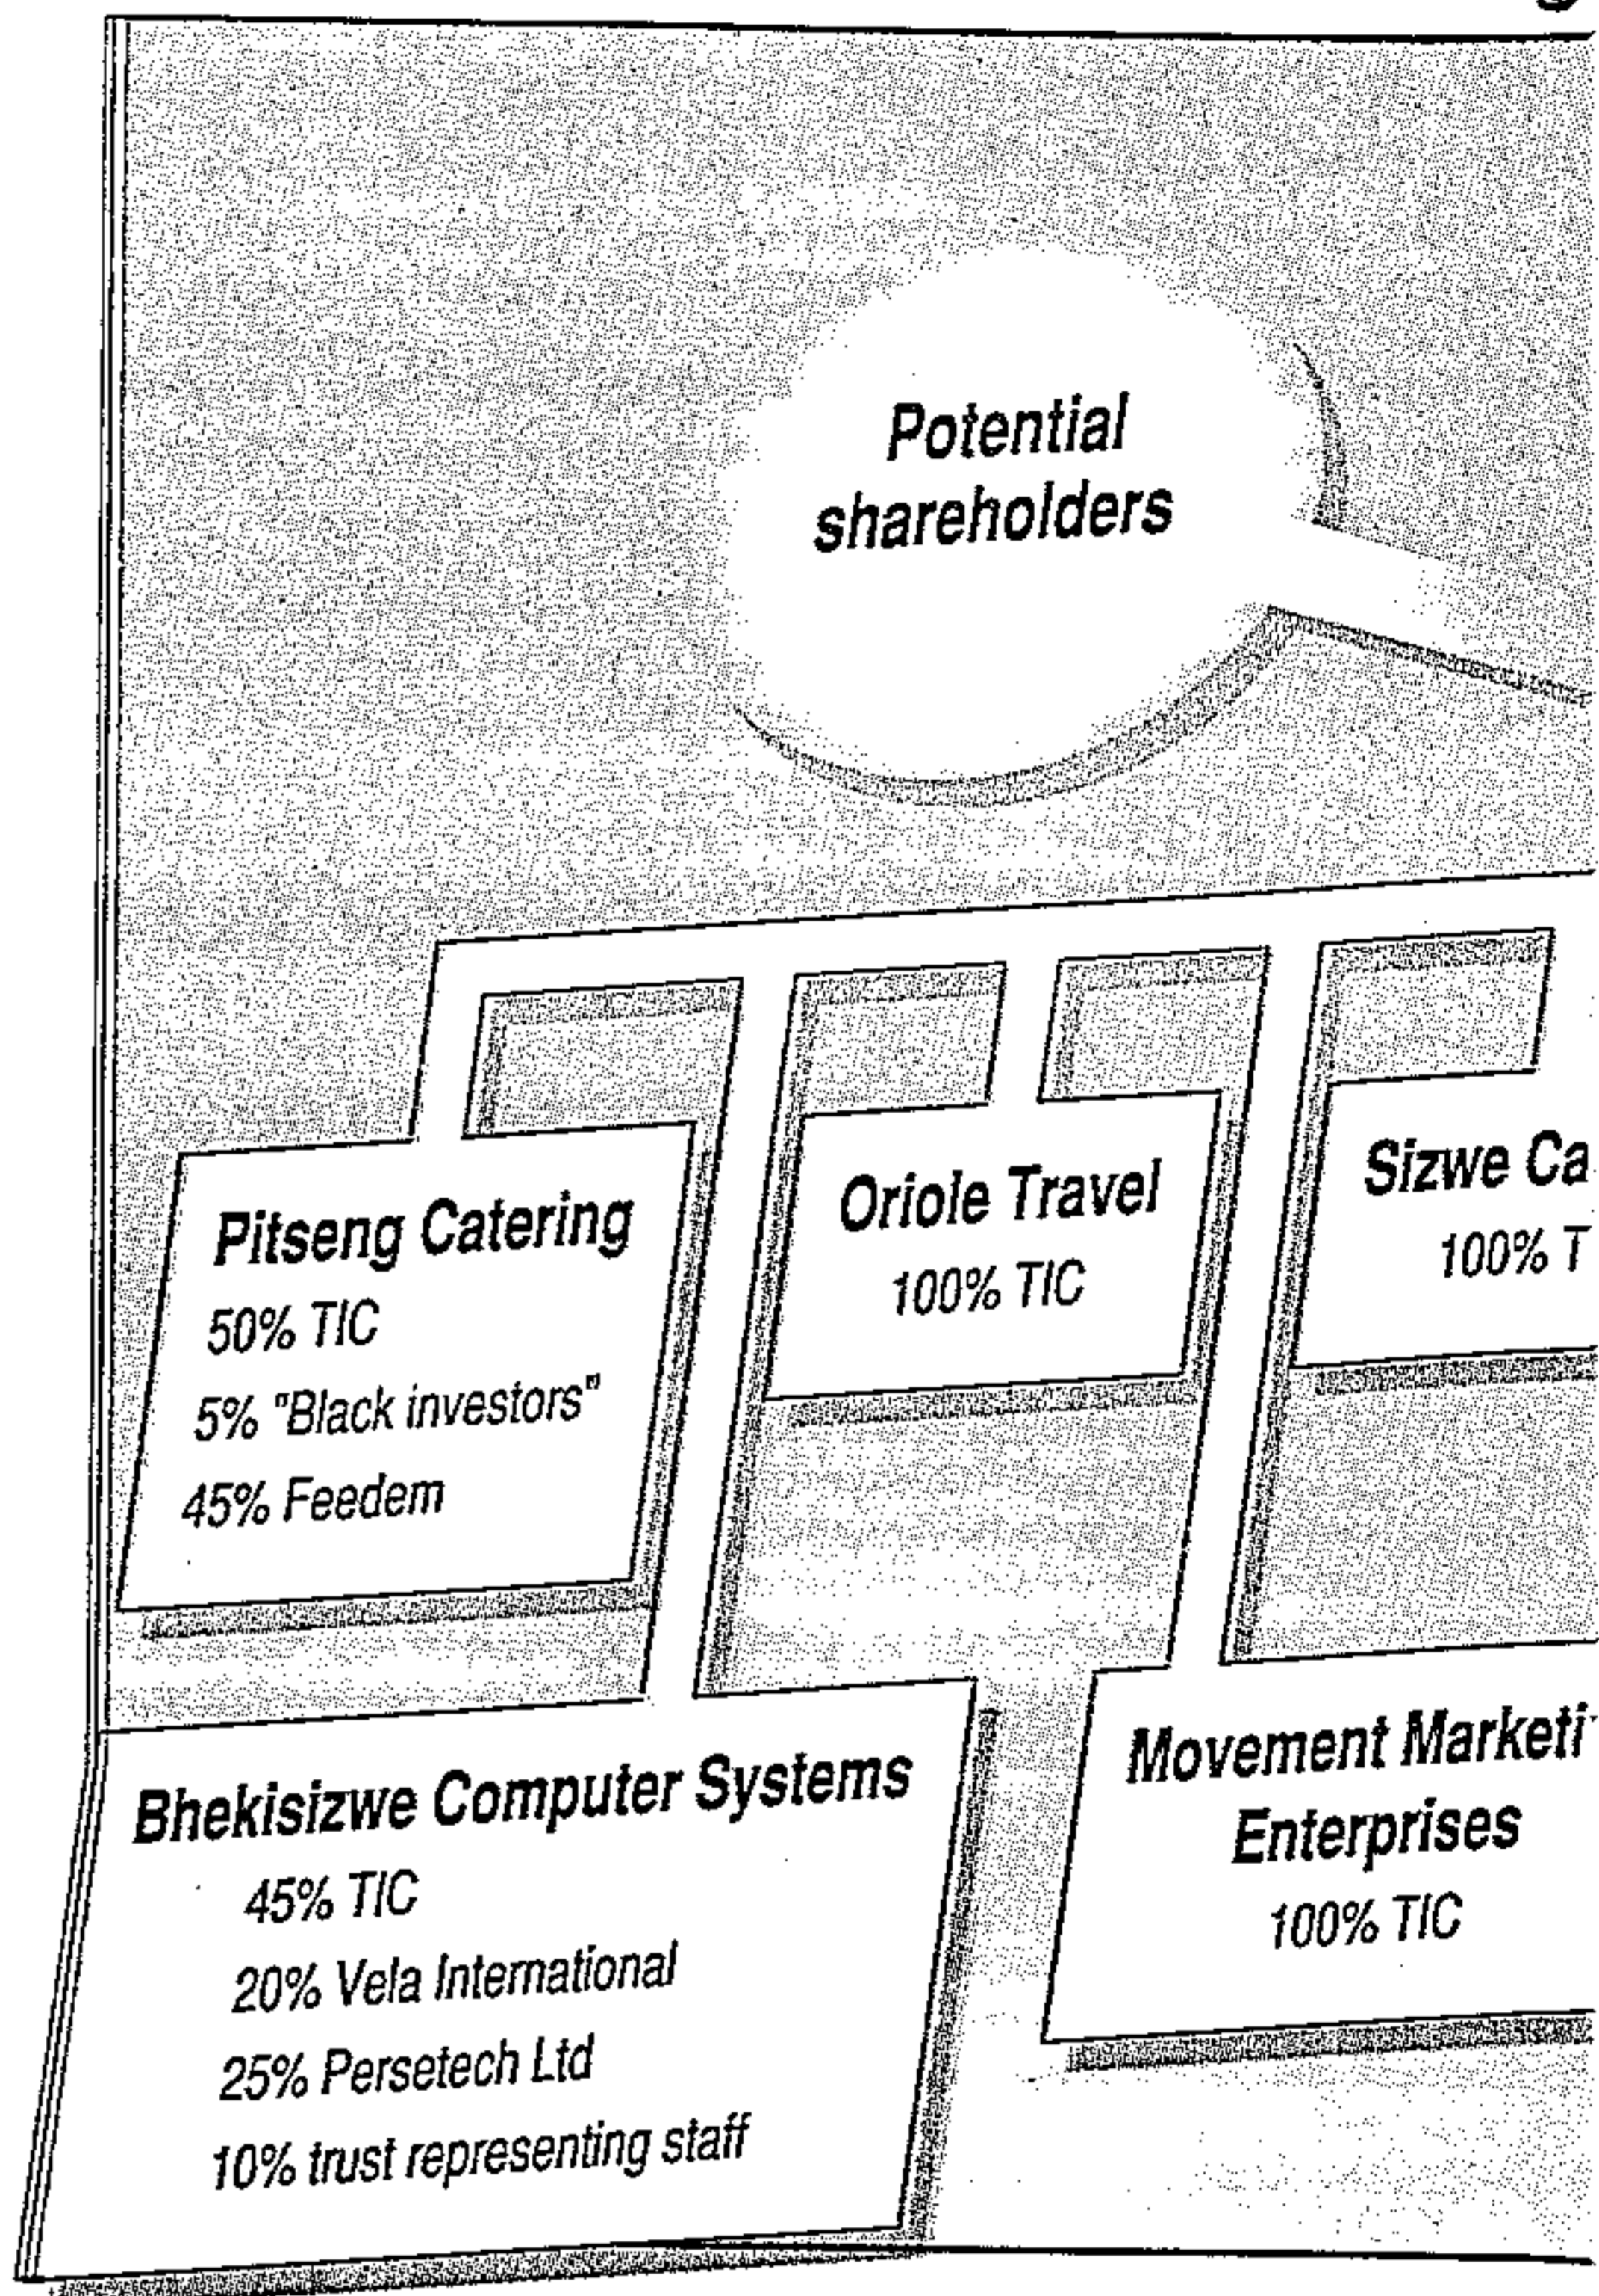 Potential
shareholders
Pitseng Catering
50% TIC
5% "Black investors"
45% Feedem
Oriole Travel
100% TIC
Sizwe Ca
100% T
Bhekisizwe Computer Systems
45% TIC
20% Vela International
25% Persetech Ltd
10% trust representing staff
Movement Marketi
Enterprises
100% TIC